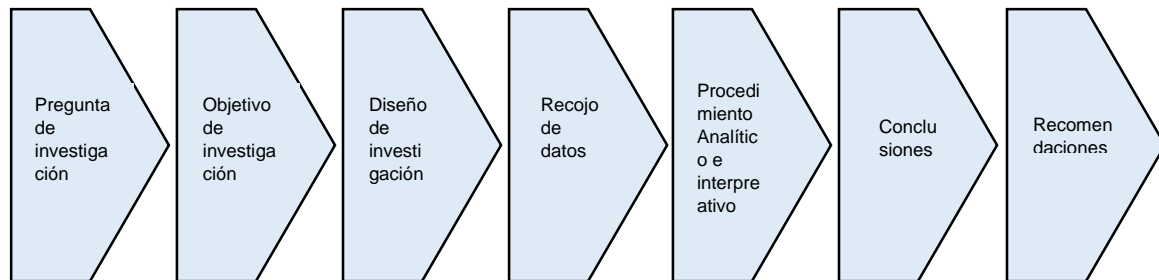 Pregunta
de
investiga
ción
Objetivo
de
investiga
ción
Diseño
de
investi
gación
Recojo
de
datos
Procedi
miento
Analític
o e
interpre
ativo
Conclu
siones
Recomen
daciones